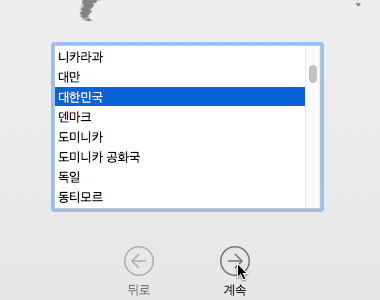 니카라과
대만
대한민국
덴마크
도미니카
도미니카 공화국
독일
동티모르
뒤로
계속